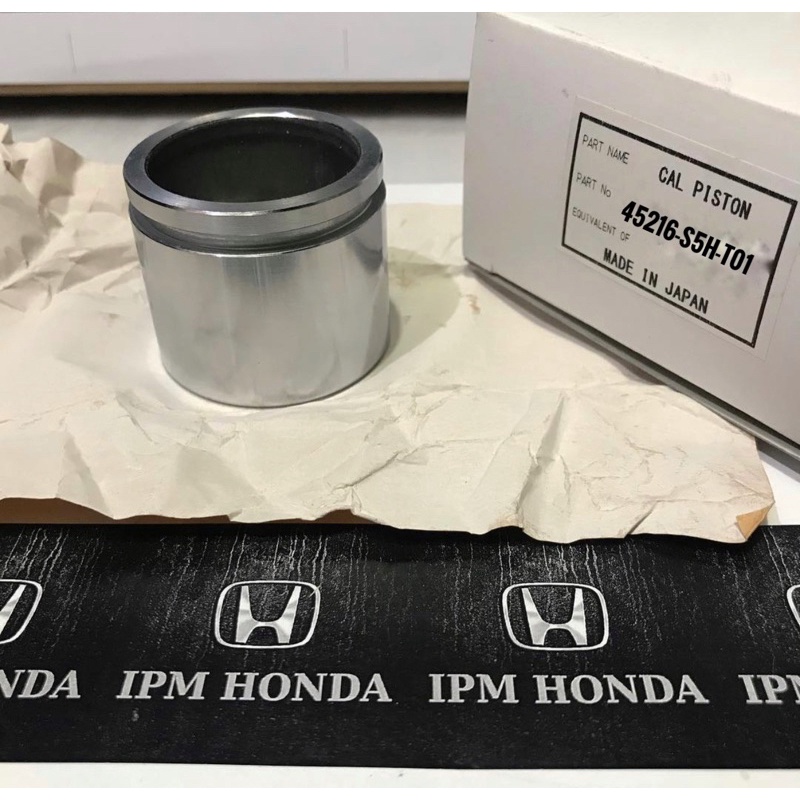 PART NAME CAL PISTON
PART No 45216-S5H-T01
EQUIVALENT OF
MADE IN JAPAN
NDA IPM HONDA IPM HONDA IPM